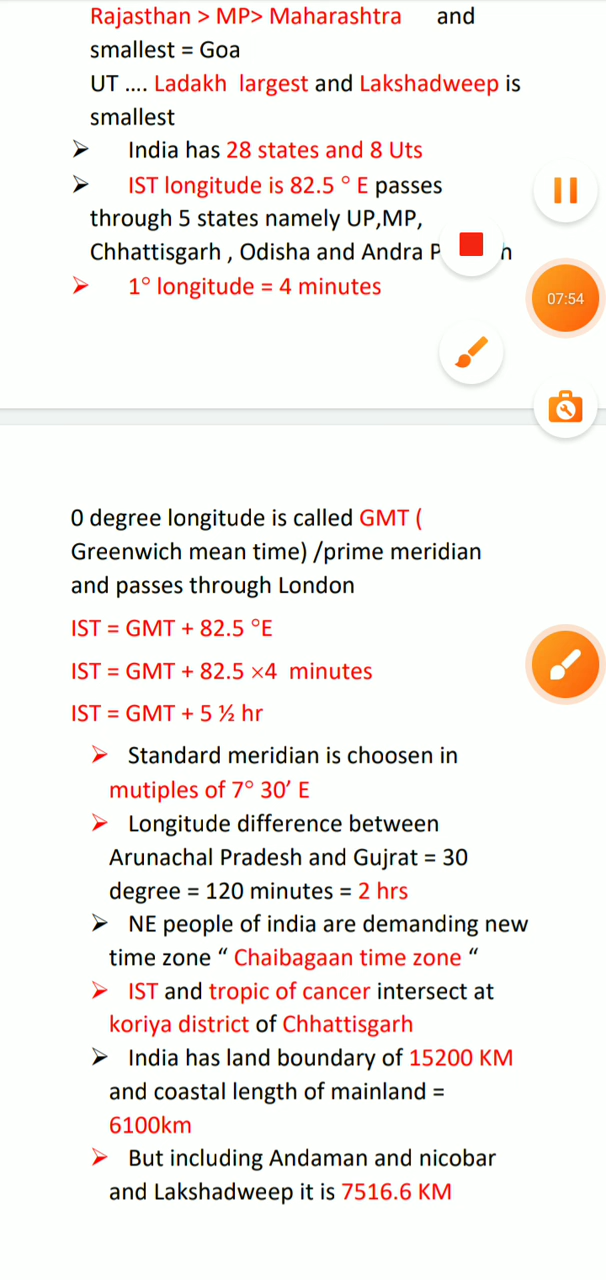 Rajasthan > MP> Maharashtra and
smallest = Goa
UT .... Ladakh largest and Lakshadweep is
smallest
➢ India has 28 states and 8 Uts
➢ IST longitude is 82.5 ° E passes
through 5 states namely UP,MP,
Chhattisgarh , Odisha and Andra P h
➢ 1° longitude = 4 minutes
07:54
0 degree longitude is called GMT (
Greenwich mean time) /prime meridian
and passes through London
IST = GMT + 82.5 °E
IST = GMT + 82.5 ×4 minutes
IST = GMT + 5 ½ hr
➢ Standard meridian is choosen in
mutiples of 7° 30’ E
➢ Longitude difference between
Arunachal Pradesh and Gujrat = 30
degree = 120 minutes = 2 hrs
➢ NE people of india are demanding new
time zone “ Chaibagaan time zone “
➢ IST and tropic of cancer intersect at
koriya district of Chhattisgarh
➢ India has land boundary of 15200 KM
and coastal length of mainland =
6100km
➢ But including Andaman and nicobar
and Lakshadweep it is 7516.6 KM